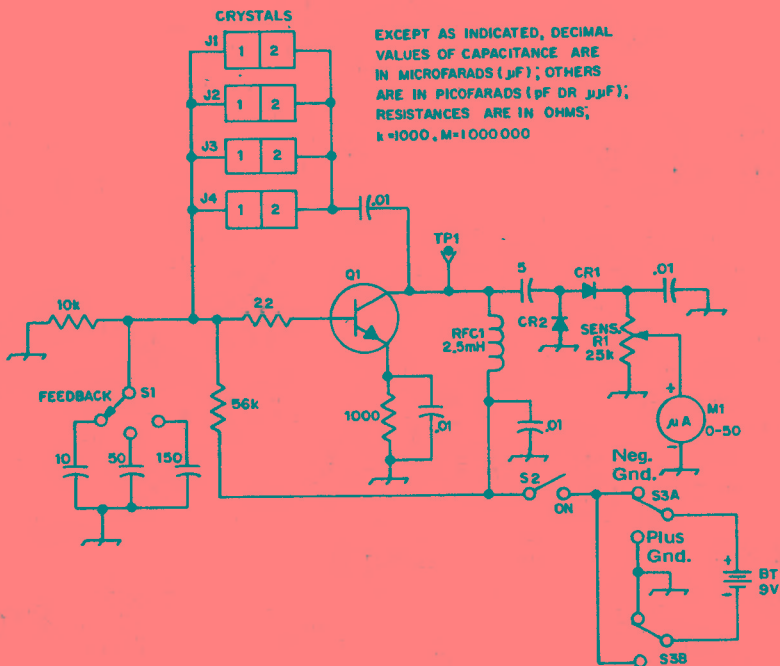 CRYSTALS
J1
1 2
J2
1 2
J3
1 2
J4
1 2
EXCEPT AS INDICATED, DECIMAL
VALUES OF CAPACITANCE ARE
IN MICROFARADS (µF); OTHERS
ARE IN PICOFARADS (pF DR µµF);
RESISTANCES ARE IN OHMS;
k=1000, M=1000000
.01
TP1
Q1
5
CR1
.01
10k
22
RFC1
2.5mH
CR2
SENS.
R1
25k
FEEDBACK
S1
56k
1000
.01
.01
+
µA
-
M1
0-50
10
50
150
S2
ON
Neg.
Gnd.
S3A
Plus
Gnd.
+
-
BT
9V
S3B